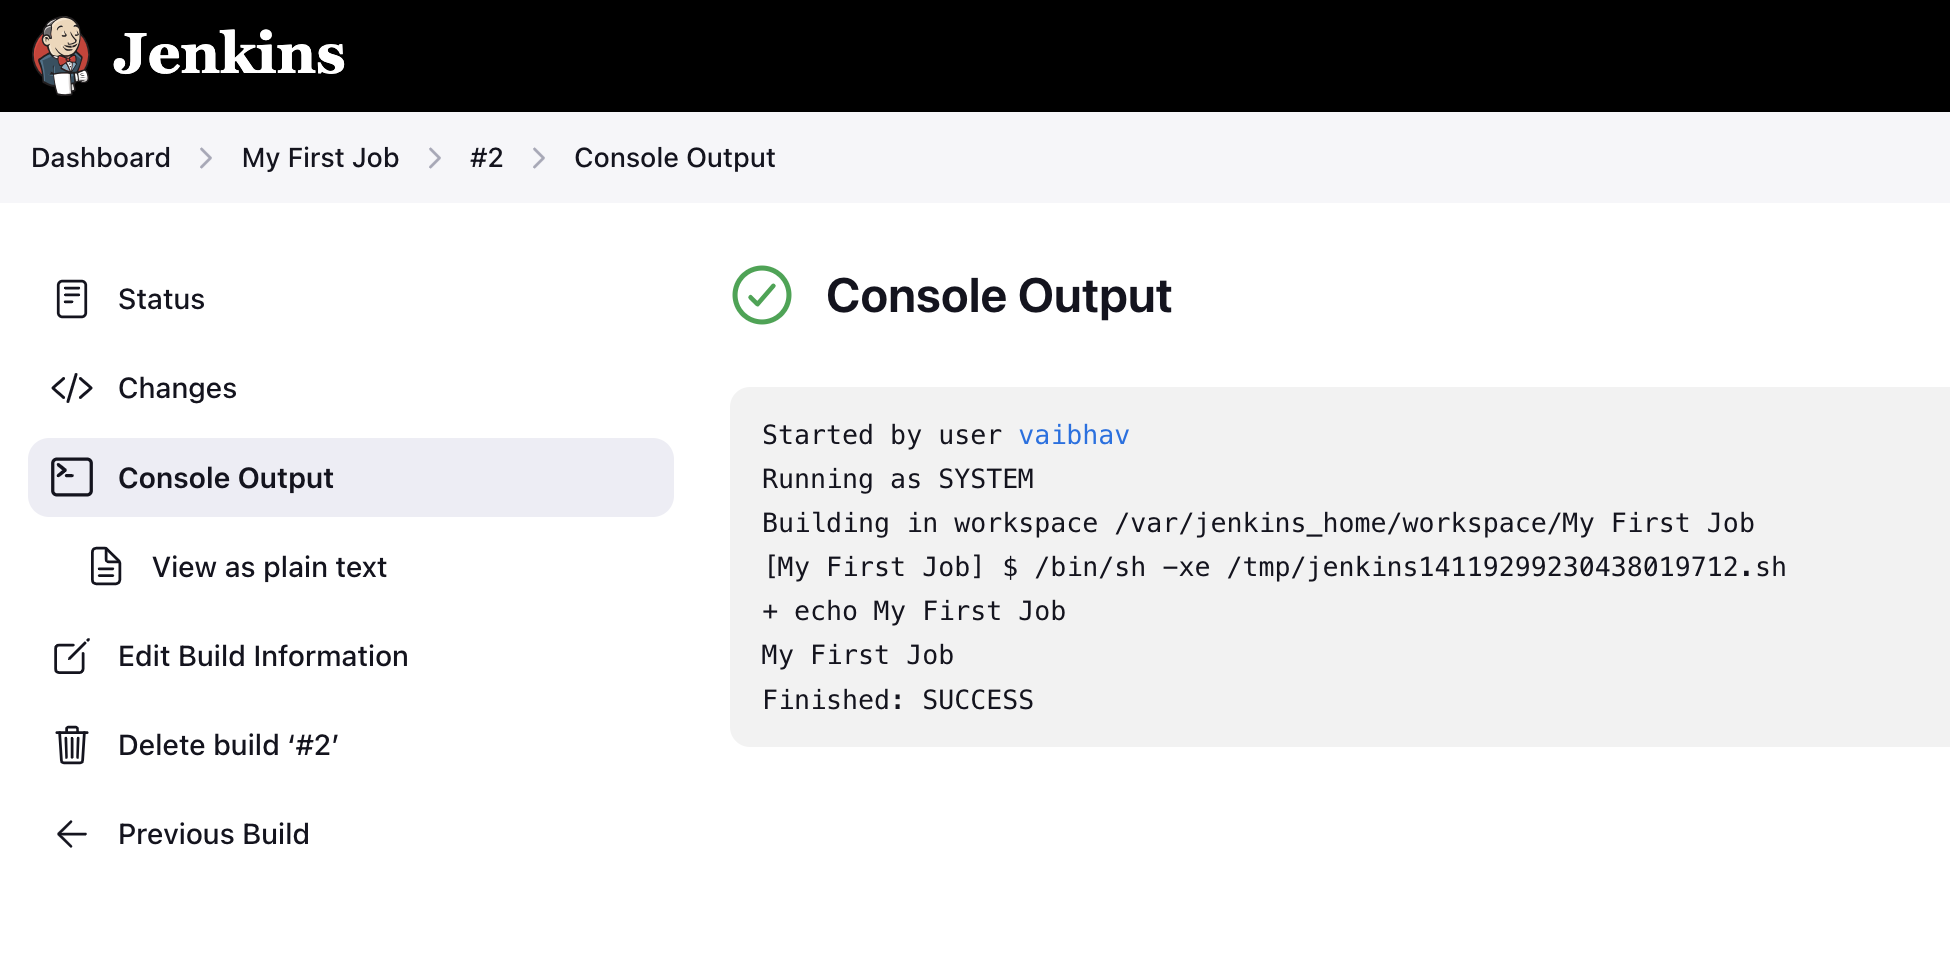 Jenkins
Dashboard > My First Job > #2 > Console Output
Status
Changes
Console Output
View as plain text
Edit Build Information
Delete build ‘#2’
Previous Build
Console Output
Started by user vaibhav
Running as SYSTEM
Building in workspace /var/jenkins_home/workspace/My First Job
[My First Job] $ /bin/sh -xe /tmp/jenkins14119299230438019712.sh
+ echo My First Job
My First Job
Finished: SUCCESS